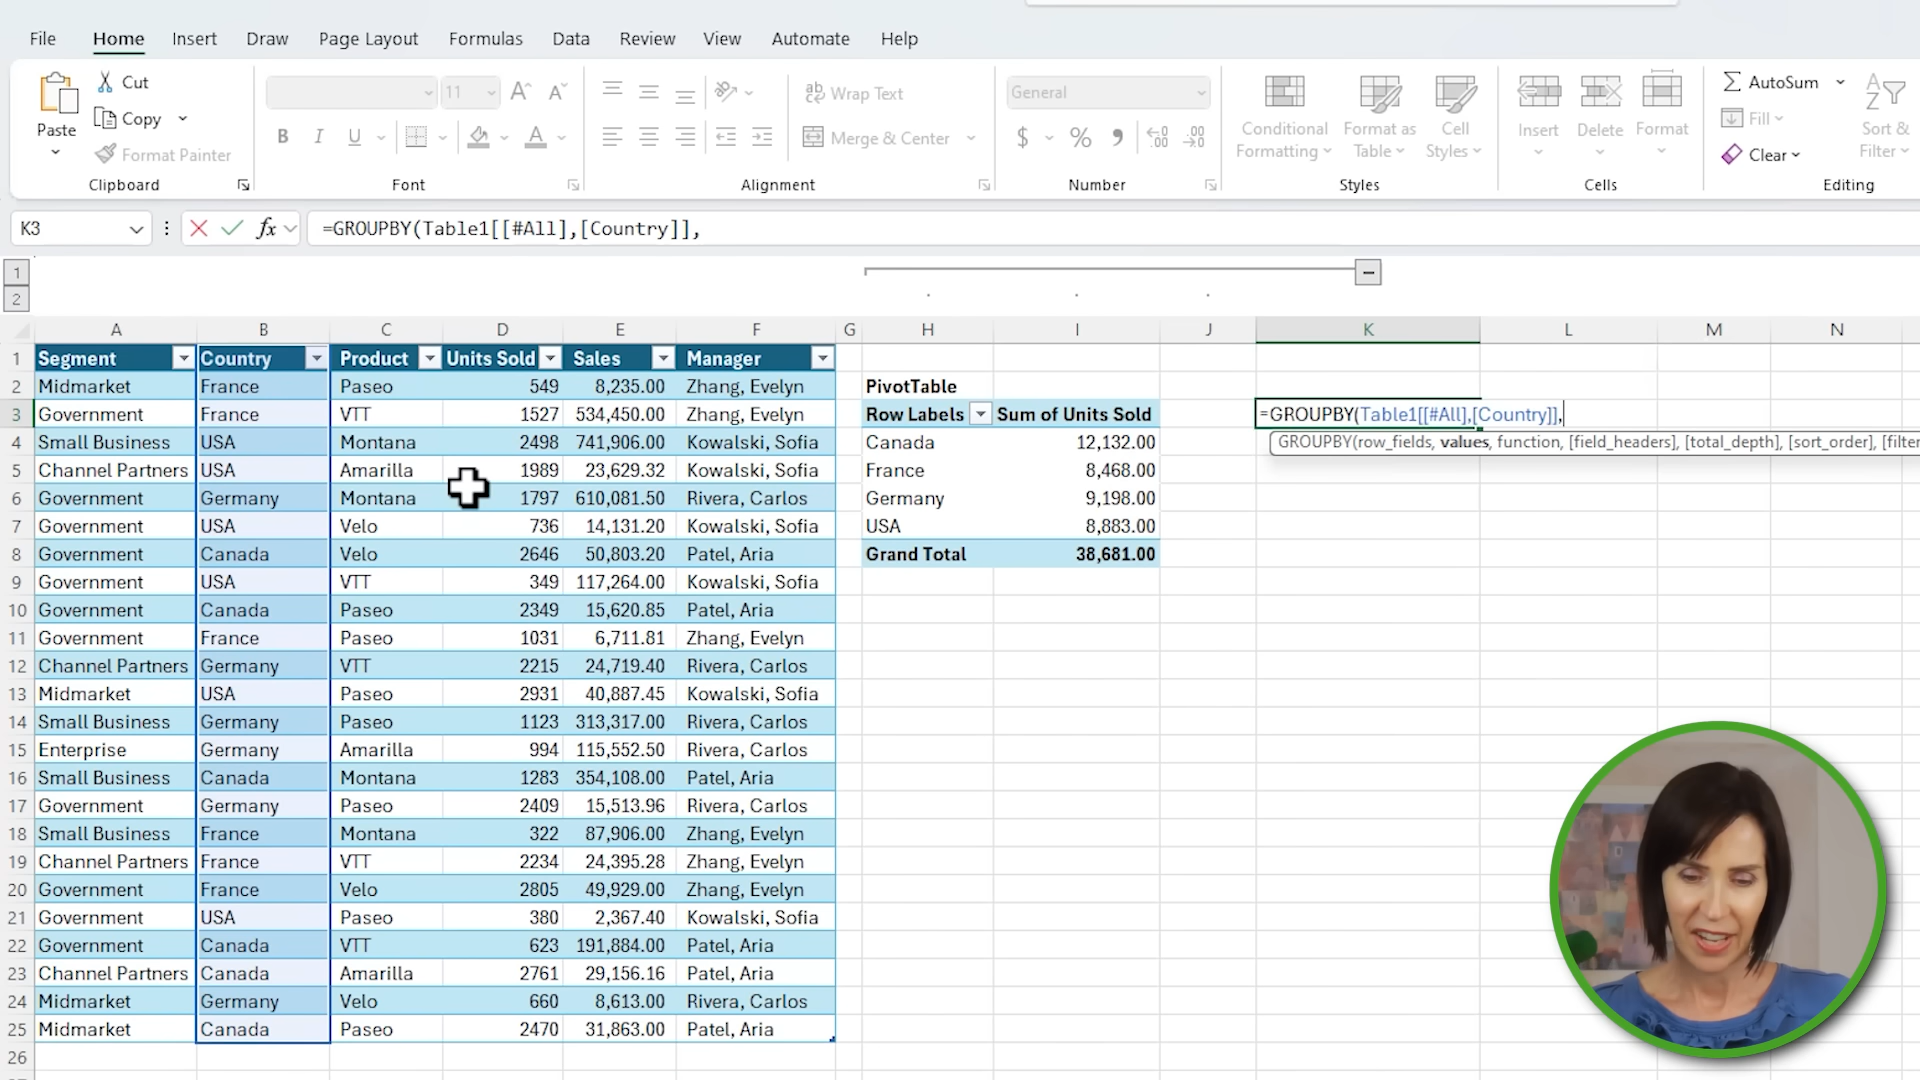 File Home Insert Draw Page Layout Formulas Data Review View Automate Help
Paste
Cut
Copy
Format Painter
Clipboard
11
B I U
Font
Wrap Text
Merge & Center
Alignment
General
$ % 9
Number
Conditional Formatting
Format as Table
Cell Styles
Styles
Insert
Delete
Format
Cells
AutoSum
Fill
Clear
Sort & Filter
Editing
K3 fx =GROUPBY(Table1[[#All],[Country]],
1
2
A B C D E F G H I J K L M N
1 Segment Country Product Units Sold Sales Manager
2 Midmarket France Paseo 549 8,235.00 Zhang, Evelyn PivotTable
3 Government France VTT 1527 534,450.00 Zhang, Evelyn Row Labels Sum of Units Sold =GROUPBY(Table1[[#All],[Country]],
4 Small Business USA Montana 2498 741,906.00 Kowalski, Sofia Canada 12,132.00 GROUPBY(row_fields, values, function, [field_headers], [total_depth], [sort_order], [filter
5 Channel Partners USA Amarilla 1989 23,629.32 Kowalski, Sofia France 8,468.00
6 Government Germany Montana 1797 610,081.50 Rivera, Carlos Germany 9,198.00
7 Government USA Velo 736 14,131.20 Kowalski, Sofia USA 8,883.00
8 Government Canada Velo 2646 50,803.20 Patel, Aria Grand Total 38,681.00
9 Government USA VTT 349 117,264.00 Kowalski, Sofia
10 Government Canada Paseo 2349 15,620.85 Patel, Aria
11 Government France Paseo 1031 6,711.81 Zhang, Evelyn
12 Channel Partners Germany VTT 2215 24,719.40 Rivera, Carlos
13 Midmarket USA Paseo 2931 40,887.45 Kowalski, Sofia
14 Small Business Germany Paseo 1123 313,317.00 Rivera, Carlos
15 Enterprise Germany Amarilla 994 115,552.50 Rivera, Carlos
16 Small Business Canada Montana 1283 354,108.00 Patel, Aria
17 Government Germany Paseo 2409 15,513.96 Rivera, Carlos
18 Small Business France Montana 322 87,906.00 Zhang, Evelyn
19 Channel Partners France VTT 2234 24,395.28 Zhang, Evelyn
20 Government France Velo 2805 49,929.00 Zhang, Evelyn
21 Government USA Paseo 380 2,367.40 Kowalski, Sofia
22 Government Canada VTT 623 191,884.00 Patel, Aria
23 Channel Partners Canada Amarilla 2761 29,156.16 Patel, Aria
24 Midmarket Germany Velo 660 8,613.00 Rivera, Carlos
25 Midmarket Canada Paseo 2470 31,863.00 Patel, Aria
26